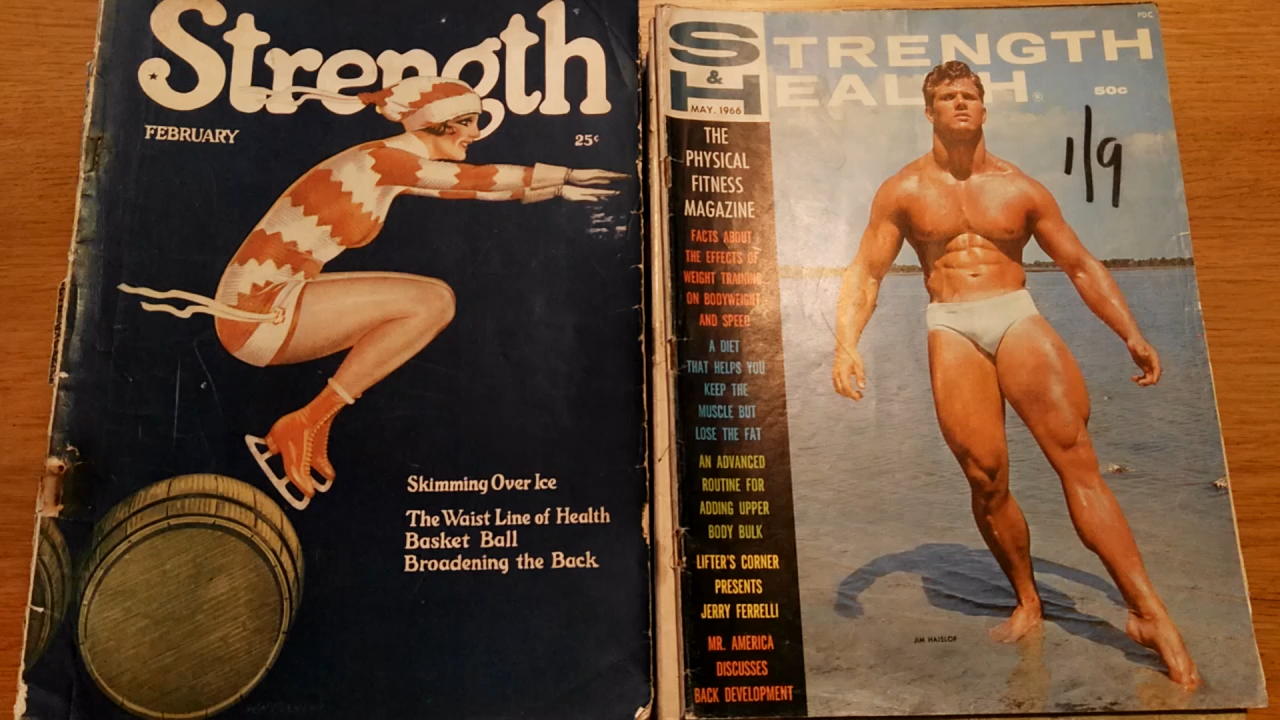 Strength
FEBRUARY
25¢
Skimming Over Ice
The Waist Line of Health
Basket Ball
Broadening the Back
S&H
STRENGTH
HEALTH®
PDC
MAY. 1966
50¢
1/9
THE
PHYSICAL
FITNESS
MAGAZINE
FACTS ABOUT
THE EFFECTS OF
WEIGHT TRAINING
ON BODYWEIGHT
AND SPEED
A DIET
THAT HELPS YOU
KEEP THE
MUSCLE BUT
LOSE THE FAT
AN ADVANCED
ROUTINE FOR
ADDING UPPER
BODY BULK
LIFTER'S CORNER
PRESENTS
JERRY FERRELLI
MR. AMERICA
DISCUSSES
BACK DEVELOPMENT
JIM HAISLOP